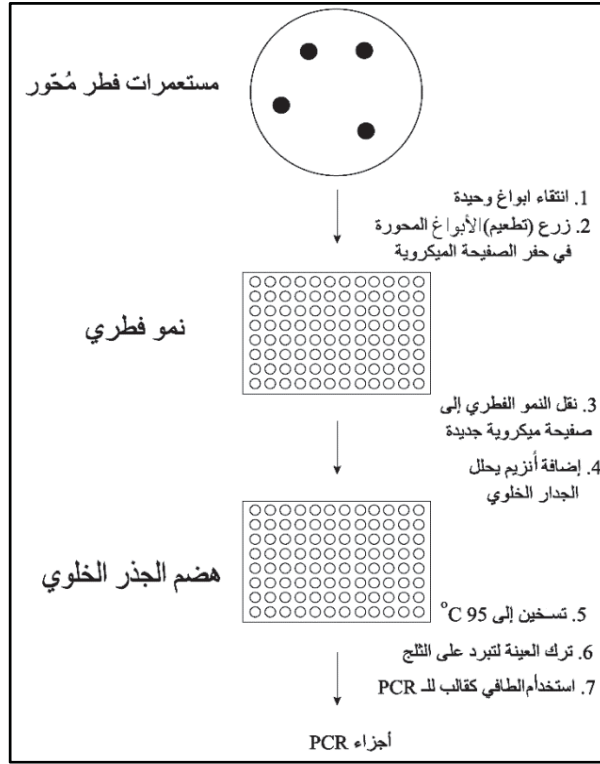 مستعمرات فطر مُحّور
1. انتقاء ابواغ وحيدة
2. زرع (تطعيم)الأبواغ المحورة
في حفر الصفيحة الميكروية
نمو فطري
3. نقل النمو الفطري إلى
صفيحة ميكروية جديدة
4. إضافة أنزيم يحلل
الجدار الخلوي
هضم الجذر الخلوي
5. تسخين إلى 95 °C
6. ترك العينة لتبرد على الثلج
7. استخدأم الطافي كقالب للـ PCR
أجزاء PCR